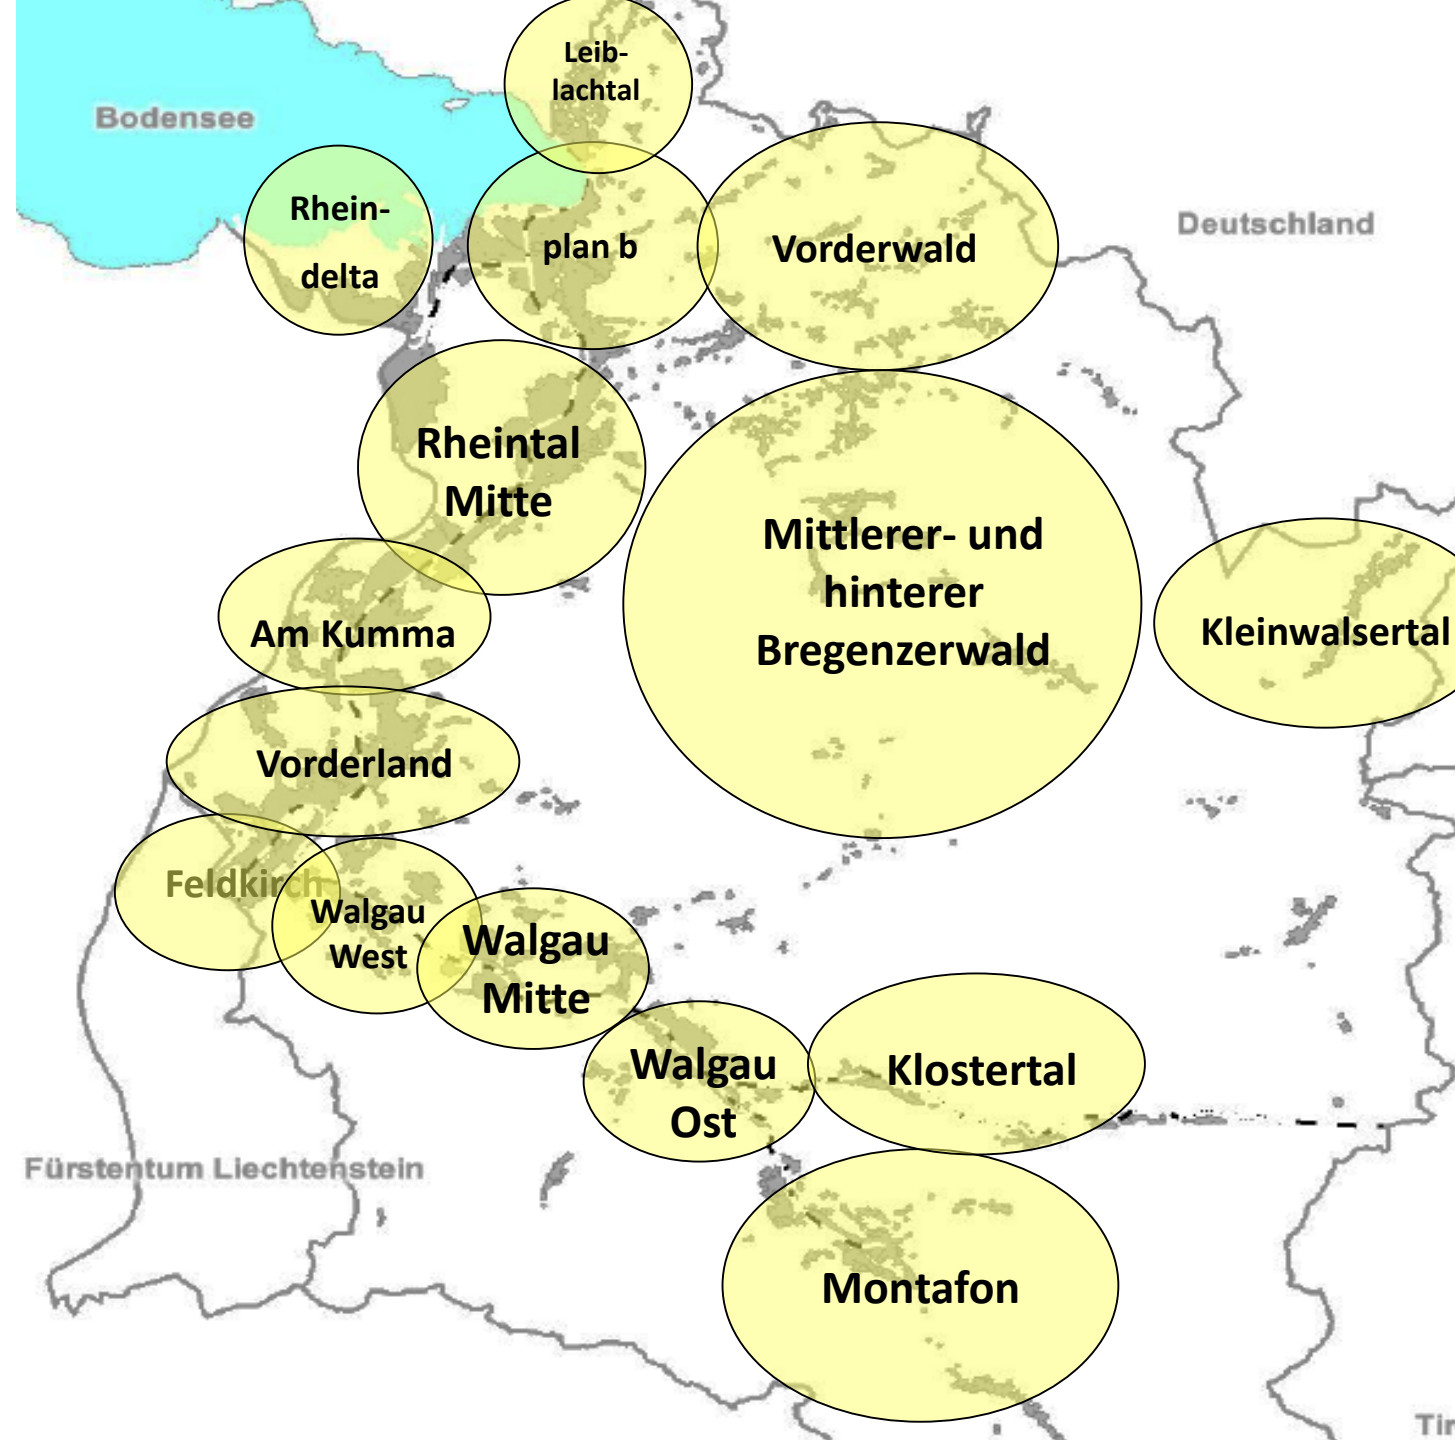 Leib-
lachtal
Bodensee
Rhein-
delta
plan b
Vorderwald
Deutschland
Rheintal
Mitte
Mittlerer- und
hinterer
Bregenzerwald
Kleinwalsertal
Am Kumma
Vorderland
Feldkirch
Walgau
West
Walgau
Mitte
Walgau
Ost
Klostertal
Fürstentum Liechtenstein
Montafon
Tir